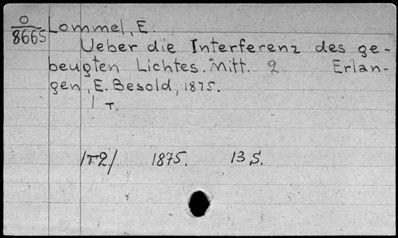 O
8665 Lommel, E.
Ueber die Interferenz des ge-
beugten Lichtes. Mitt. 2 Erlan-
gen, E. Besold, 1875.
1 T.
/T2/. 1875. 13 S.